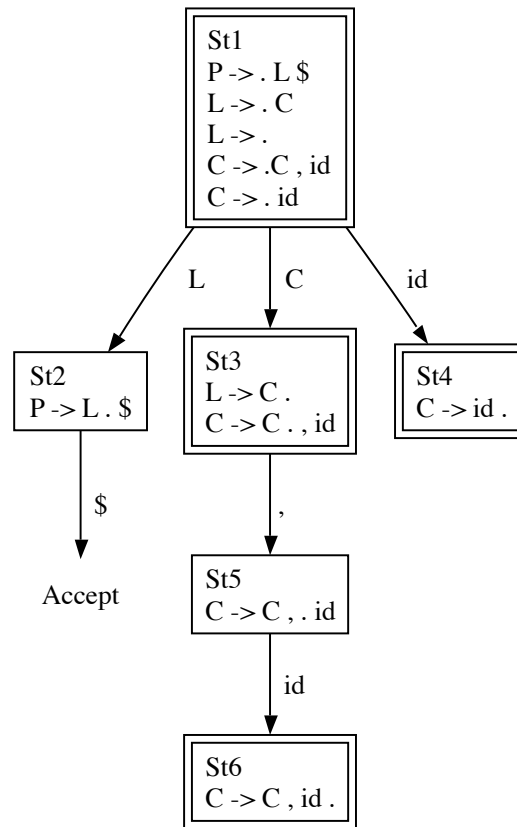 St1
P -> . L $
L -> . C
L -> .
C -> .C , id
C -> . id
L
C
id
St2
P -> L . $
St3
L -> C .
C -> C . , id
St4
C -> id .
$
,
Accept
St5
C -> C , . id
id
St6
C -> C , id .